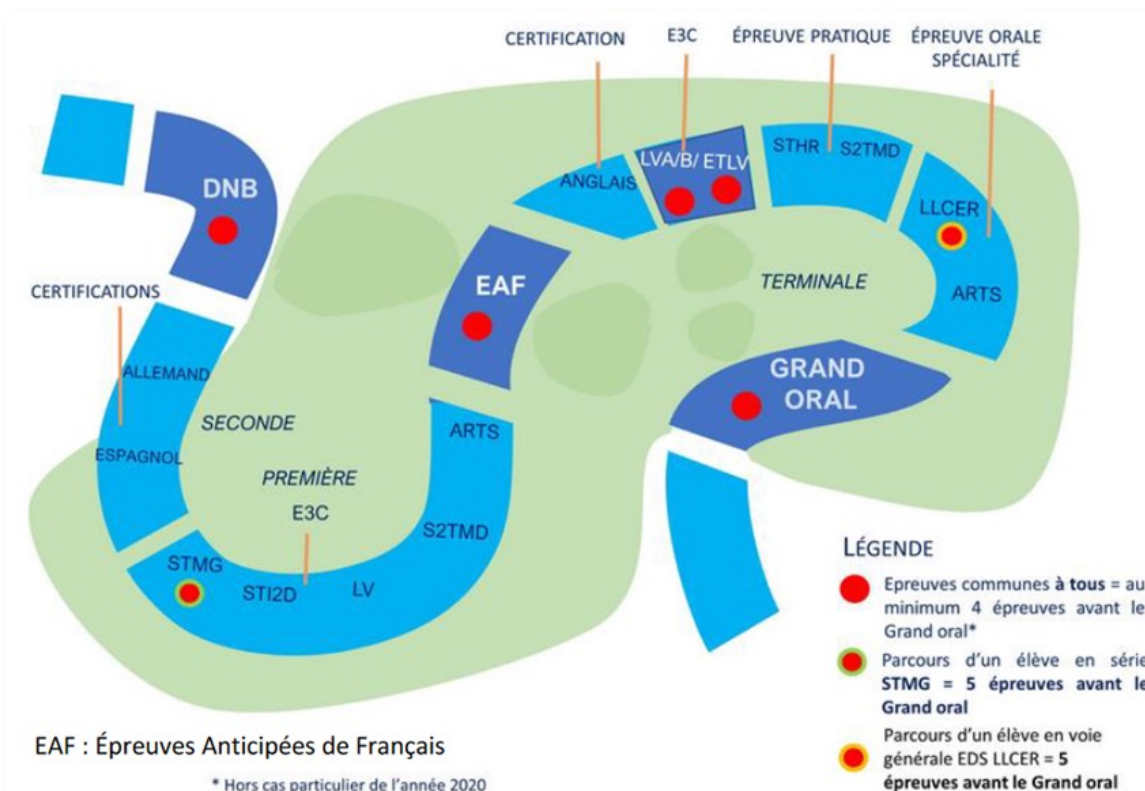 CERTIFICATION
E3C
ÉPREUVE PRATIQUE
ÉPREUVE ORALE
SPÉCIALITÉ
DNB
LVA/B/ ETLV
STHR S2TMD
ANGLAIS
LLCER
EAF
TERMINALE
ARTS
CERTIFICATIONS
ALLEMAND
GRAND
ORAL
SECONDE
ARTS
ESPAGNOL
PREMIÈRE
E3C
S2TMD
STMG
STI2D
LV
LÉGENDE
Epreuves communes à tous = au
minimum 4 épreuves avant le
Grand oral*
Parcours d'un élève en série
STMG = 5 épreuves avant le
Grand oral
Parcours d'un élève en voie
générale EDS LLCER = 5
épreuves avant le Grand oral
EAF : Épreuves Anticipées de Français
* Hors cas particulier de l'année 2020